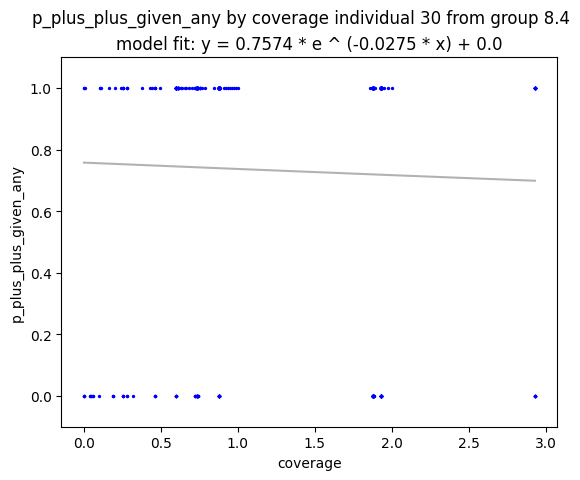 p_plus_plus_given_any by coverage individual 30 from group 8.4
model fit: y = 0.7574 * e ^ (-0.0275 * x) + 0.0
1.0
0.8
0.6
0.4
0.2
0.0
p_plus_plus_given_any
0.0 0.5 1.0 1.5 2.0 2.5 3.0
coverage